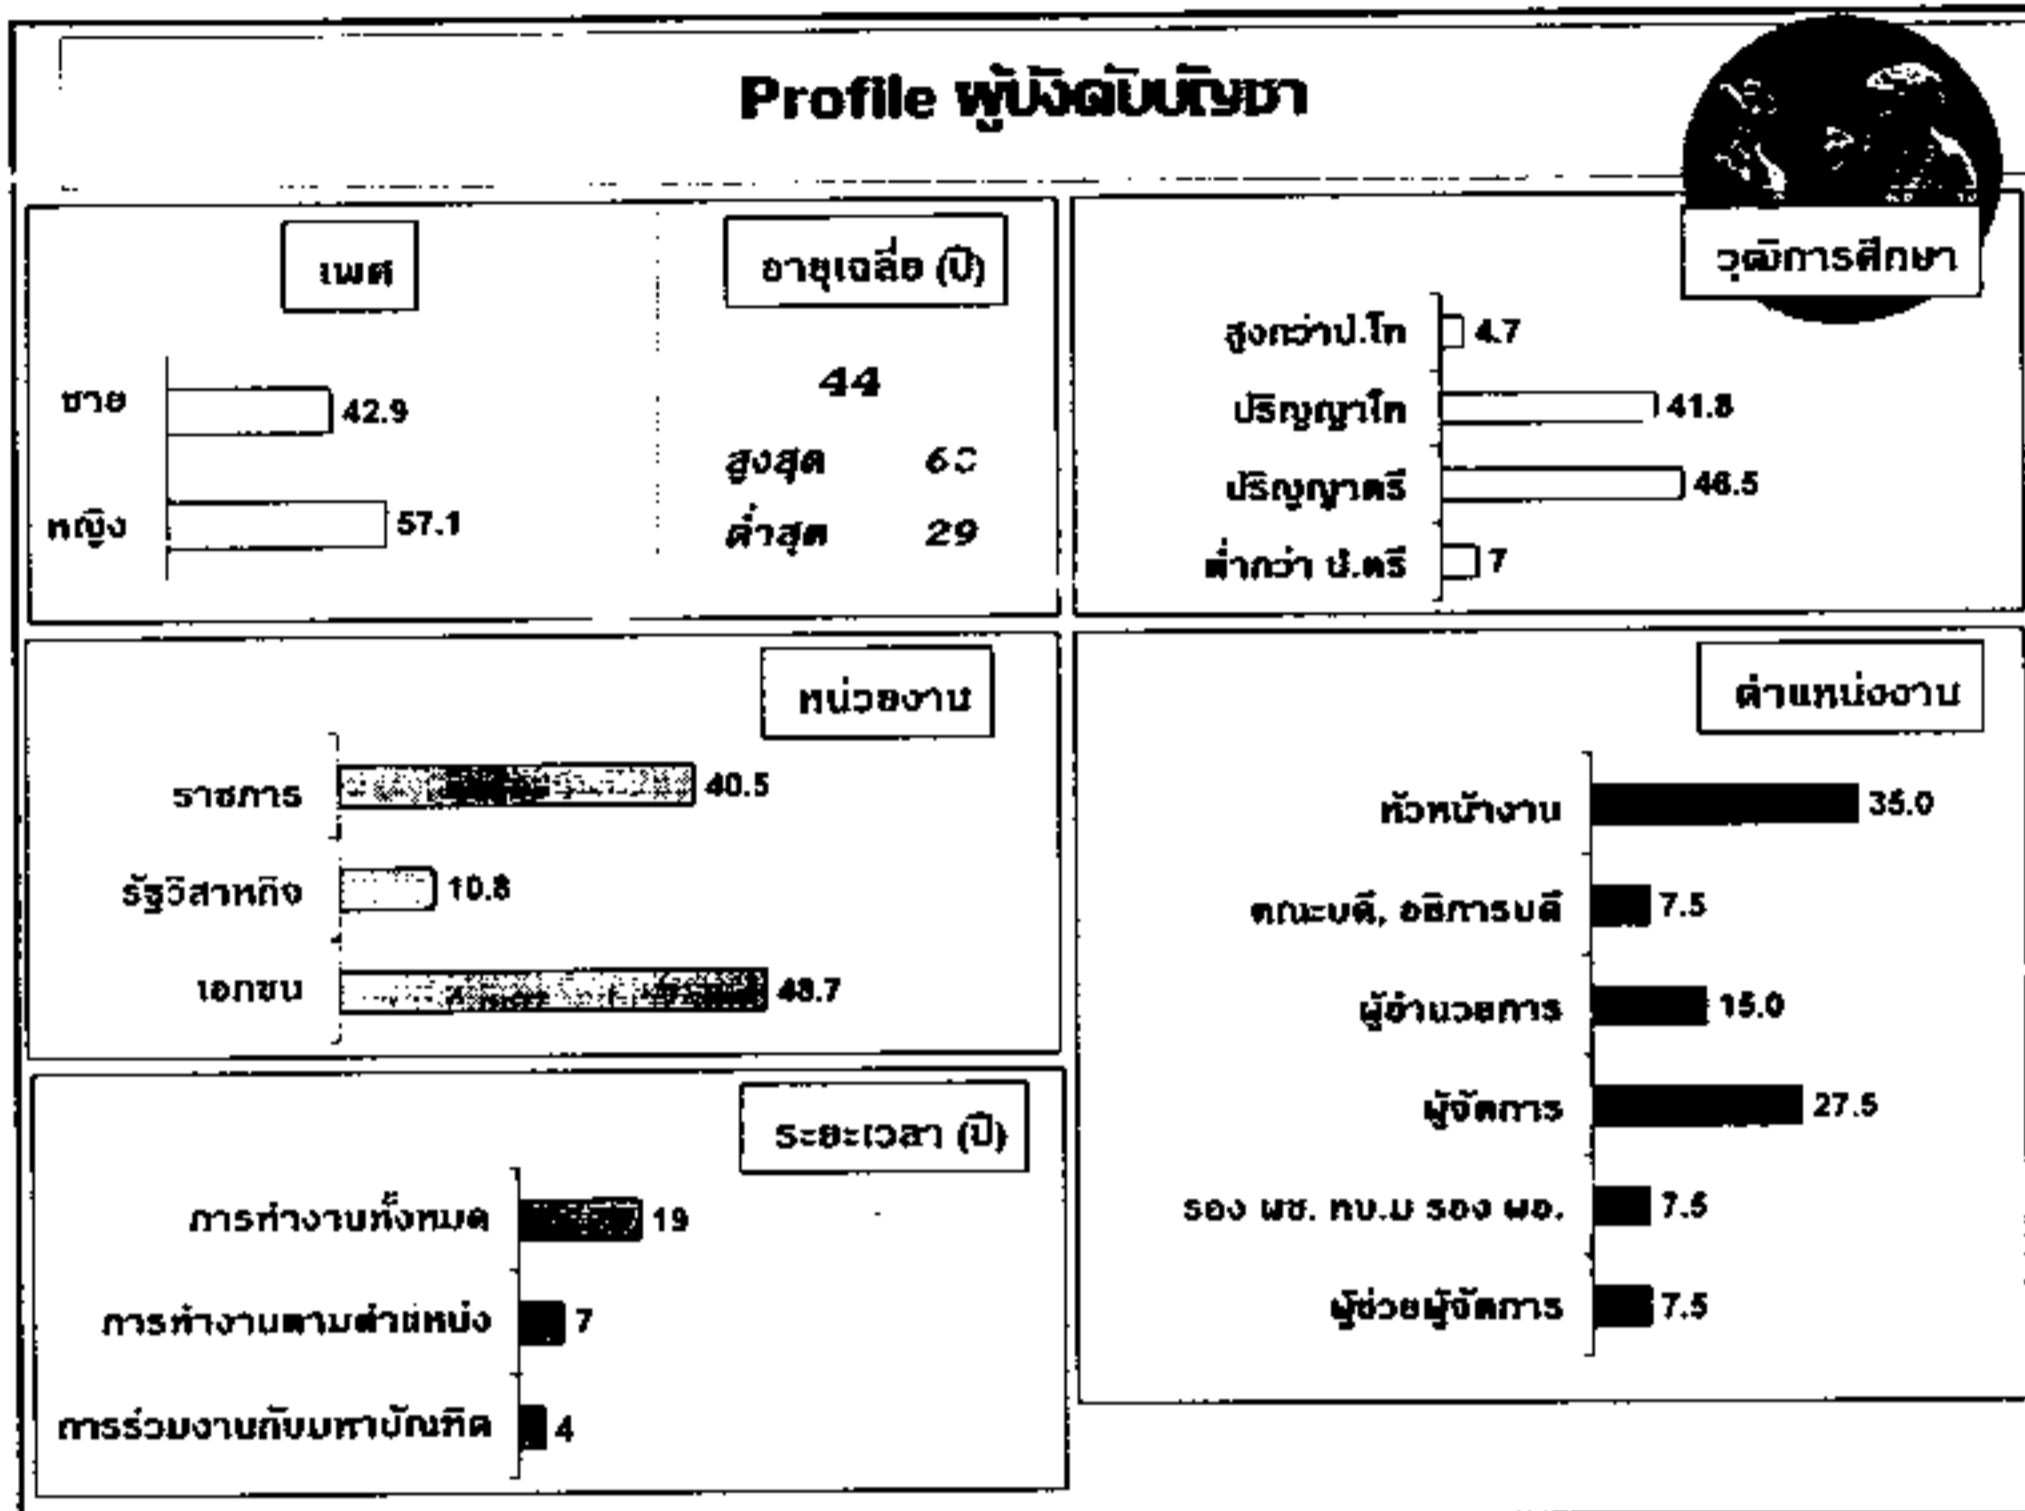 Profile ผู้บังคับบัญชา
เพศ
ชาย 42.9
หญิง 57.1
อายุเฉลี่ย (ปี)
44
สูงสุด 60
ต่ำสุด 29
วุฒิการศึกษา
สูงกว่าป.โท 4.7
ปริญญาโท 41.8
ปริญญาตรี 46.5
ต่ำกว่า ป.ตรี 7
หน่วยงาน
ราชการ 40.5
รัฐวิสาหกิจ 10.8
เอกชน 48.7
ตำแหน่งงาน
หัวหน้างาน 35.0
คณะบดี, อธิการบดี 7.5
ผู้อำนวยการ 15.0
ผู้จัดการ 27.5
รอง ผช. รอง ผอ. 7.5
ผู้ช่วยผู้จัดการ 7.5
ระยะเวลา (ปี)
การทำงานทั้งหมด 19
การทำงานตามตำแหน่ง 7
การร่วมงานกับมหาบัณฑิต 4